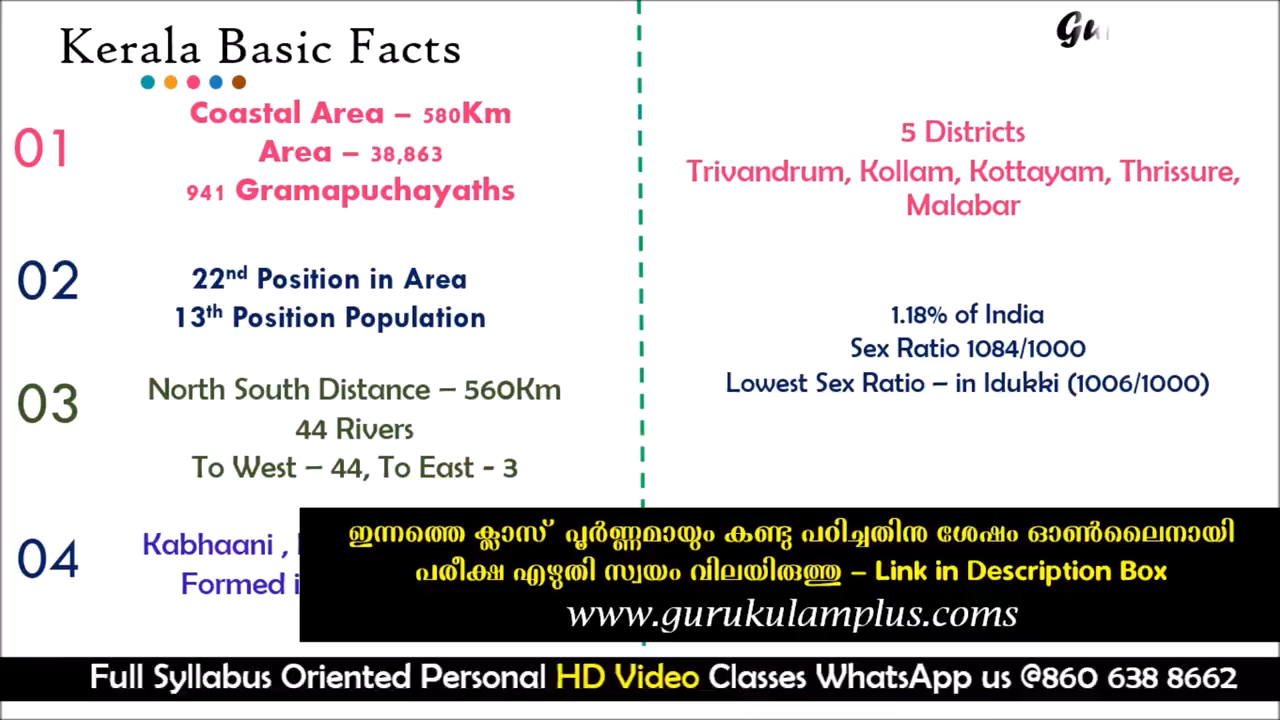 Kerala Basic Facts
Gu
01
Coastal Area – 580Km
Area – 38,863
941 Gramapuchayaths
5 Districts
Trivandrum, Kollam, Kottayam, Thrissure,
Malabar
02
22nd Position in Area
13th Position Population
1.18% of India
Sex Ratio 1084/1000
Lowest Sex Ratio – in Idukki (1006/1000)
03
North South Distance – 560Km
44 Rivers
To West – 44, To East - 3
04
Kabhaani ,
Formed i
ഇന്നത്തെ ക്ലാസ് പൂർണ്ണമായും കണ്ടു പഠിച്ചതിനു ശേഷം ഓൺലൈനായി
പരീക്ഷ എഴുതി സ്വയം വിലയിരുത്തു – Link in Description Box
www.gurukulamplus.coms
Full Syllabus Oriented Personal HD Video Classes WhatsApp us @860 638 8662